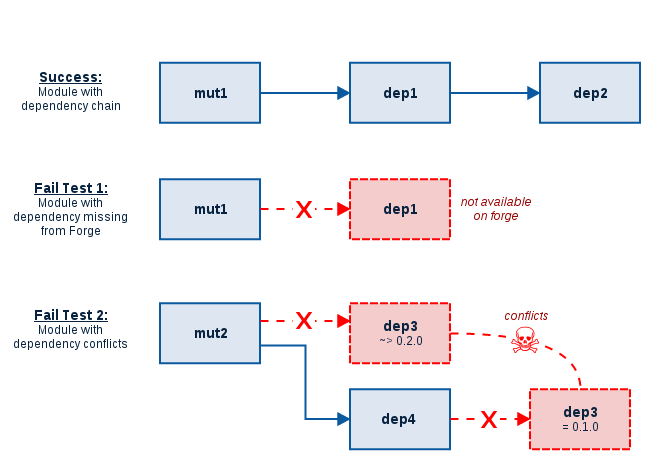 Success:
Module with
dependency chain
mut1
dep1
dep2
Fail Test 1:
Module with
dependency missing
from Forge
mut1
X
dep1
not available
on forge
Fail Test 2:
Module with
dependency conflicts
mut2
X
dep3
~> 0.2.0
conflicts
dep4
X
dep3
= 0.1.0